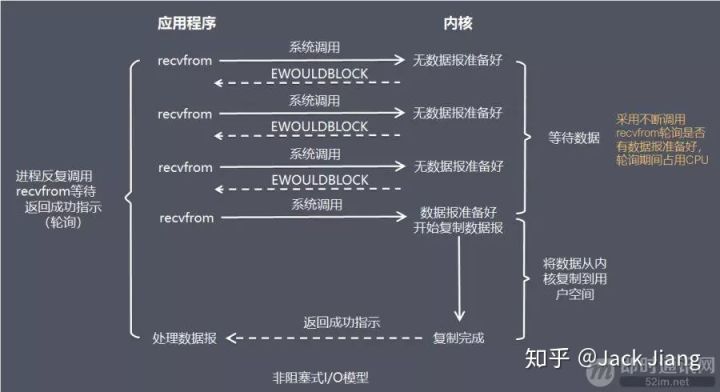 应用程序
内核
recvfrom
系统调用
无数据报准备好
EWOULDBLOCK
recvfrom
系统调用
无数据报准备好
EWOULDBLOCK
recvfrom
系统调用
无数据报准备好
EWOULDBLOCK
recvfrom
系统调用
数据报准备好
开始复制数据报
进程反复调用
recvfrom等待
返回成功指示
（轮询）
等待数据
采用不断调用
recvfrom轮询是否
有数据报准备好，
轮询期间占用CPU
将数据从内
核复制到用
户空间
处理数据报
返回成功指示
复制完成
非阻塞式I/O模型
知乎 @Jack Jiang
即时通讯网
52im.net